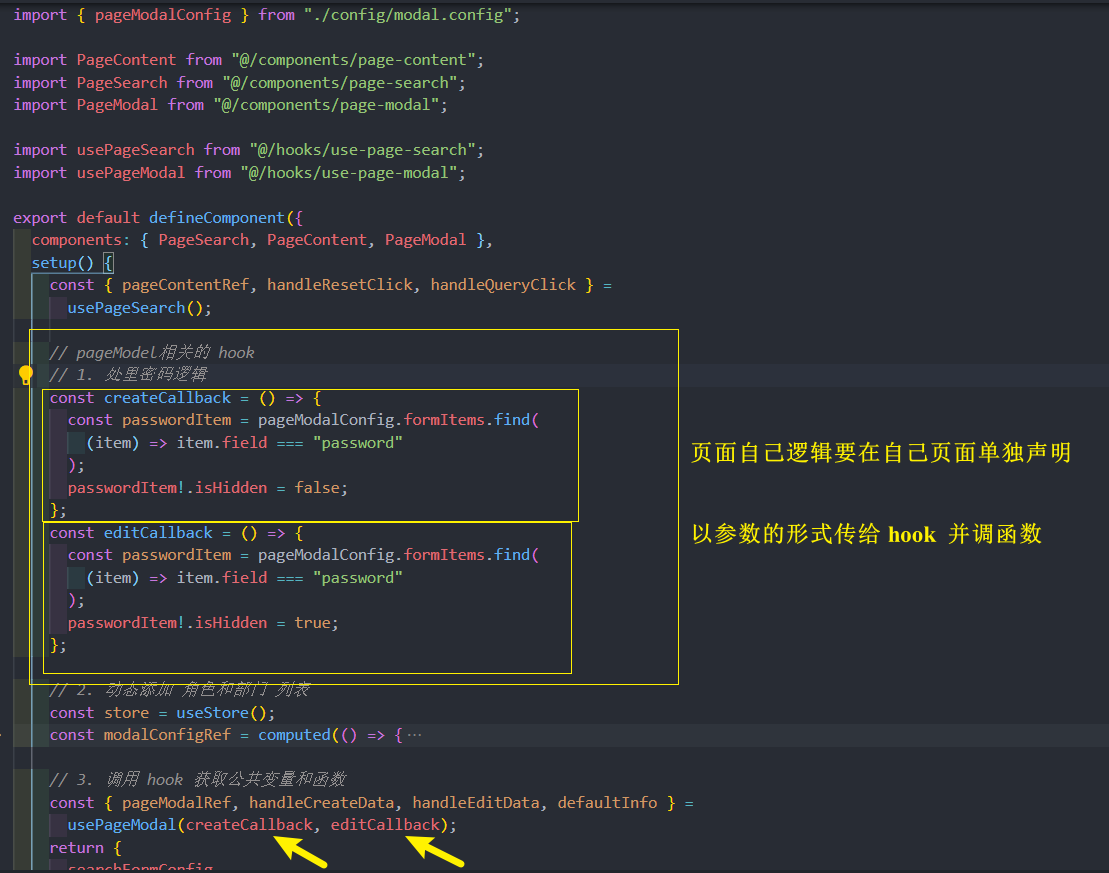 import { pageModalConfig } from "./config/modal.config";
import PageContent from "@/components/page-content";
import PageSearch from "@/components/page-search";
import PageModal from "@/components/page-modal";
import usePageSearch from "@/hooks/use-page-search";
import usePageModal from "@/hooks/use-page-modal";
export default defineComponent({
components: { PageSearch, PageContent, PageModal },
setup() {
const { pageContentRef, handleResetClick, handleQueryClick } =
usePageSearch();
// pageModel相关的 hook
// 1. 处里密码逻辑
const createCallback = () => {
const passwordItem = pageModalConfig.formItems.find(
(item) => item.field === "password"
);
passwordItem!.isHidden = false;
};
const editCallback = () => {
const passwordItem = pageModalConfig.formItems.find(
(item) => item.field === "password"
);
passwordItem!.isHidden = true;
};
页面自己逻辑要在自己页面单独声明
以参数的形式传给 hook 并调函数
// 2. 动态添加 角色和部门 列表
const store = useStore();
const modalConfigRef = computed(() => { ···
// 3. 调用 hook 获取公共变量和函数
const { pageModalRef, handleCreateData, handleEditData, defaultInfo } =
usePageModal(createCallback, editCallback);
return {
searchFormConfig